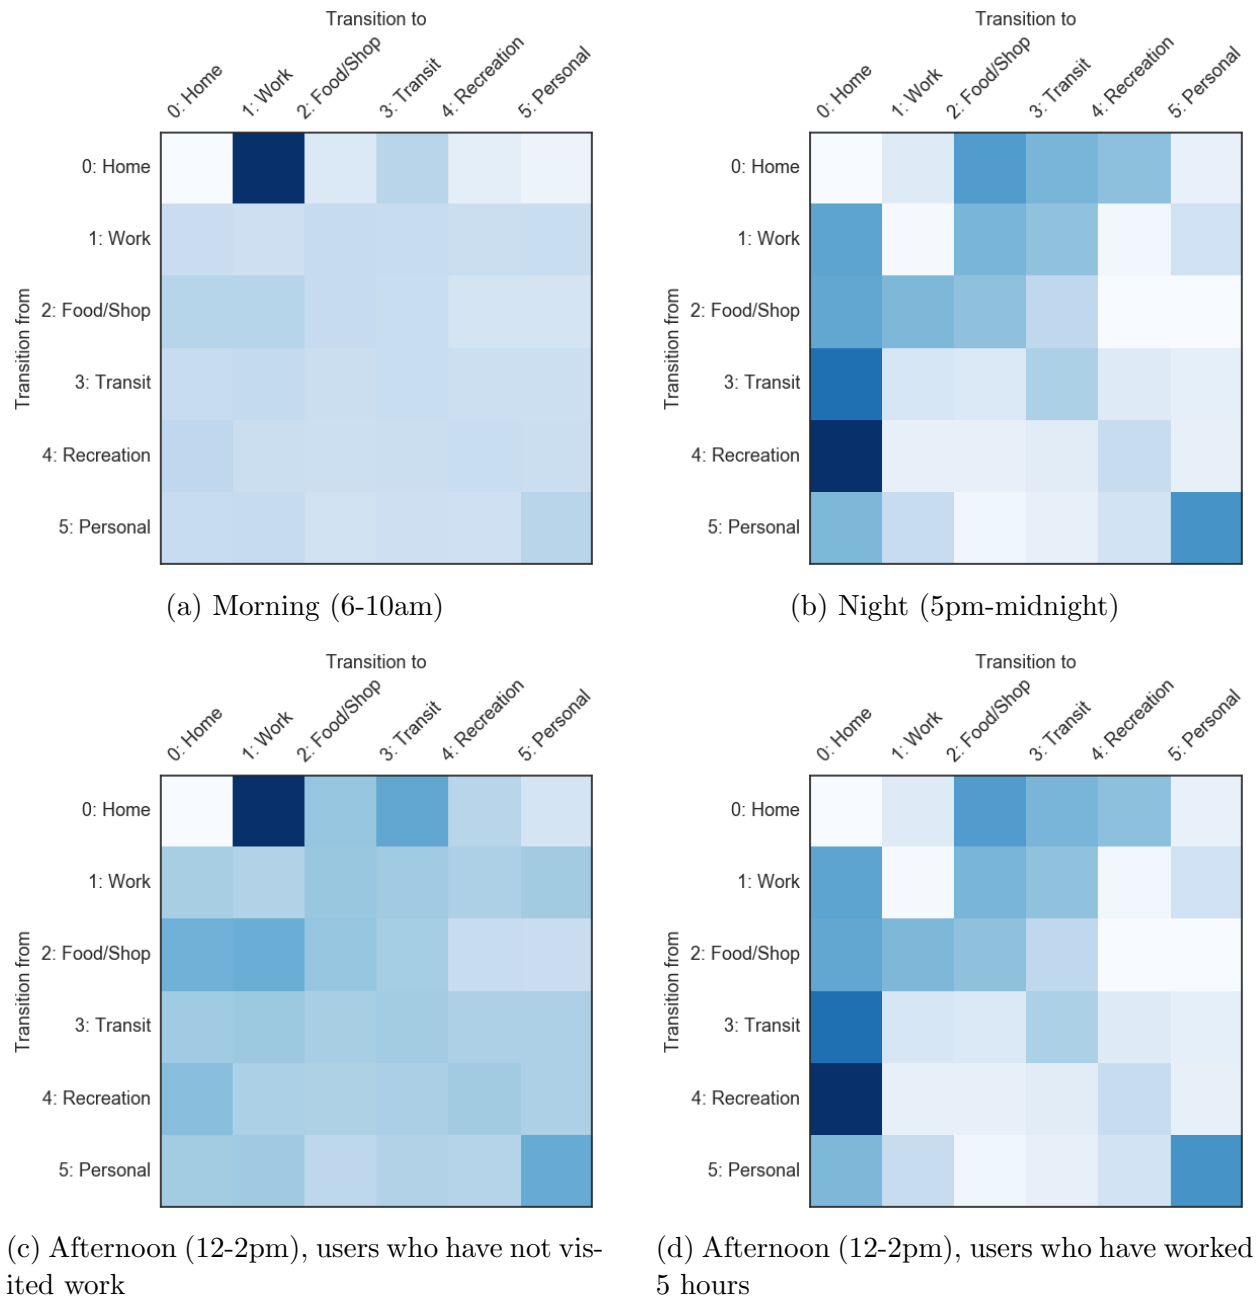 Transition to
0: Home
1: Work
2: Food/Shop
3: Transit
4: Recreation
5: Personal
Transition from
0: Home
1: Work
2: Food/Shop
3: Transit
4: Recreation
5: Personal
(a) Morning (6-10am)
Transition to
0: Home
1: Work
2: Food/Shop
3: Transit
4: Recreation
5: Personal
Transition from
0: Home
1: Work
2: Food/Shop
3: Transit
4: Recreation
5: Personal
(b) Night (5pm-midnight)
Transition to
0: Home
1: Work
2: Food/Shop
3: Transit
4: Recreation
5: Personal
Transition from
0: Home
1: Work
2: Food/Shop
3: Transit
4: Recreation
5: Personal
(c) Afternoon (12-2pm), users who have not vis-
ited work
Transition to
0: Home
1: Work
2: Food/Shop
3: Transit
4: Recreation
5: Personal
Transition from
0: Home
1: Work
2: Food/Shop
3: Transit
4: Recreation
5: Personal
(d) Afternoon (12-2pm), users who have worked
5 hours